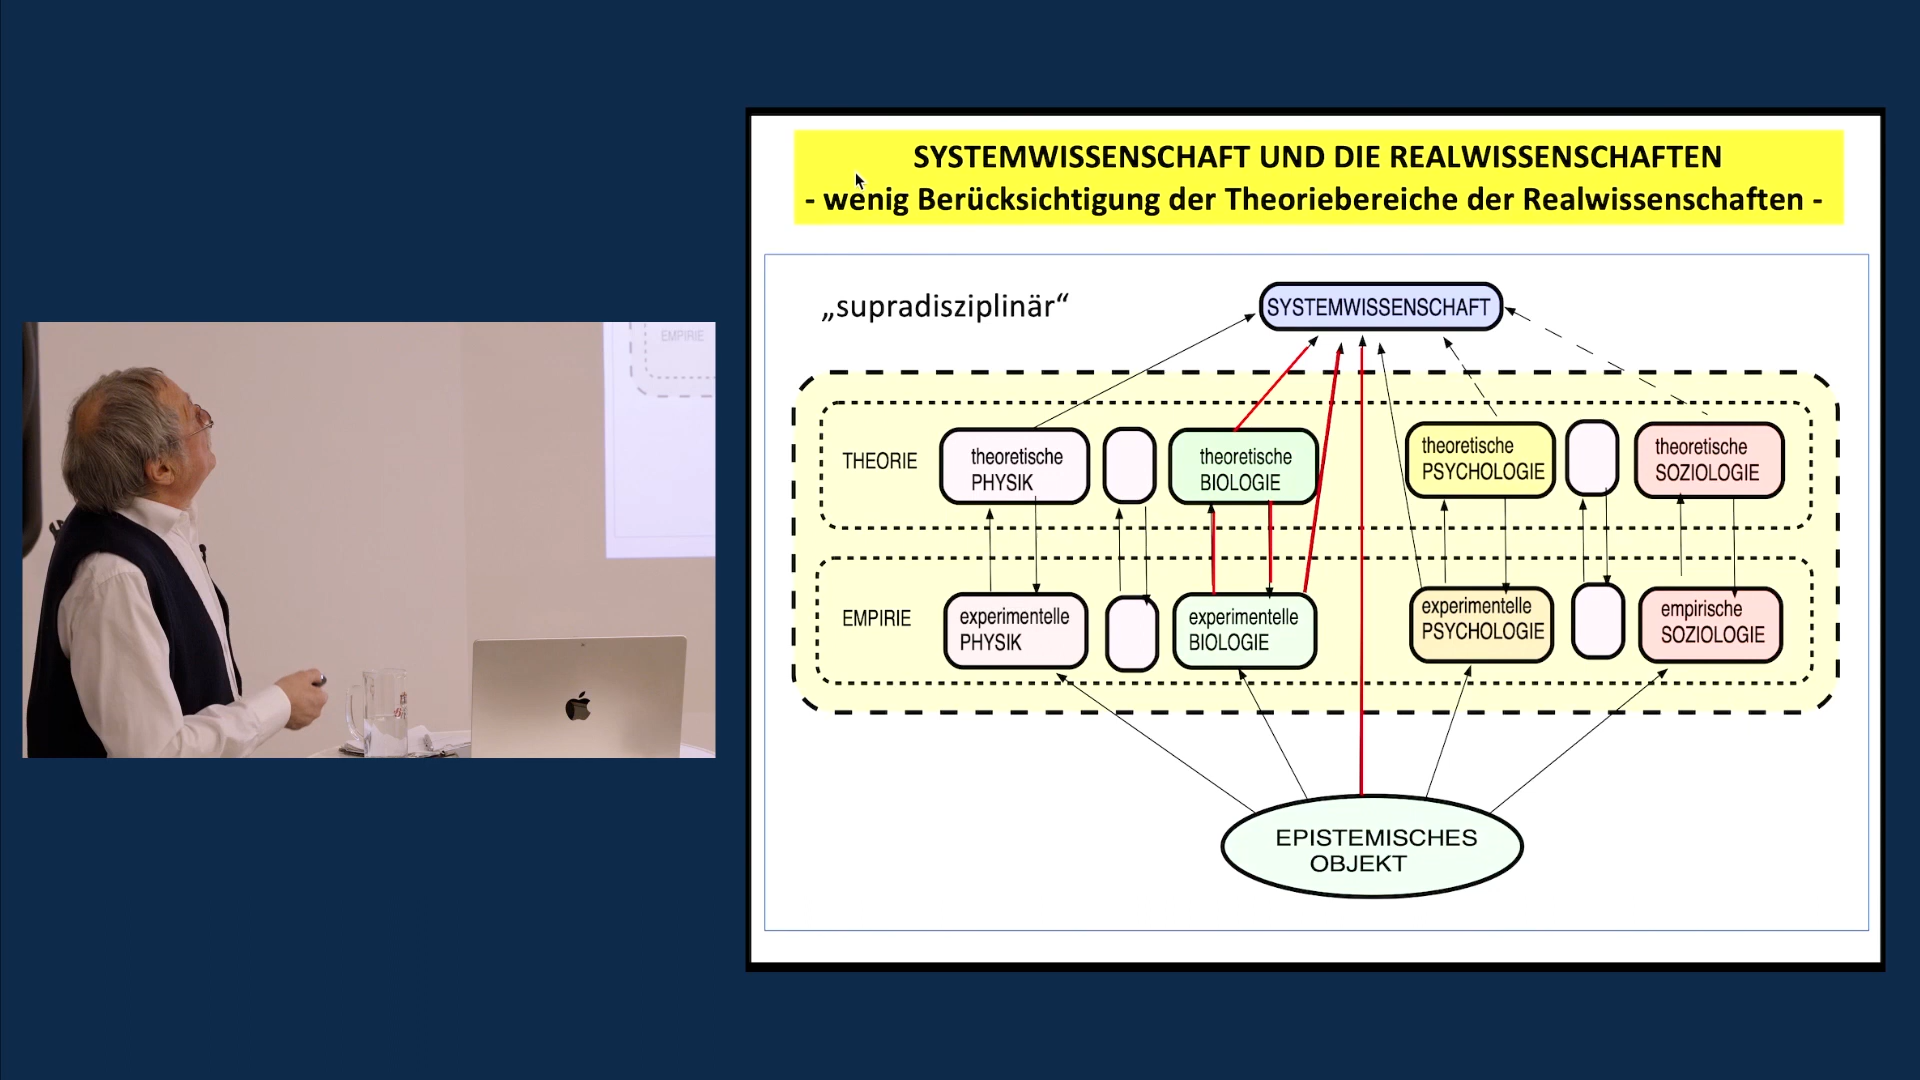 SYSTEMWISSENSCHAFT UND DIE REALWISSENSCHAFTEN
- wenig Berücksichtigung der Theoriebereiche der Realwissenschaften -
„supradisziplinär“
SYSTEMWISSENSCHAFT
THEORIE
theoretische
PHYSIK
theoretische
BIOLOGIE
theoretische
PSYCHOLOGIE
theoretische
SOZIOLOGIE
EMPIRIE
experimentelle
PHYSIK
experimentelle
BIOLOGIE
experimentelle
PSYCHOLOGIE
empirische
SOZIOLOGIE
EPISTEMISCHES
OBJEKT
EMPIRIE